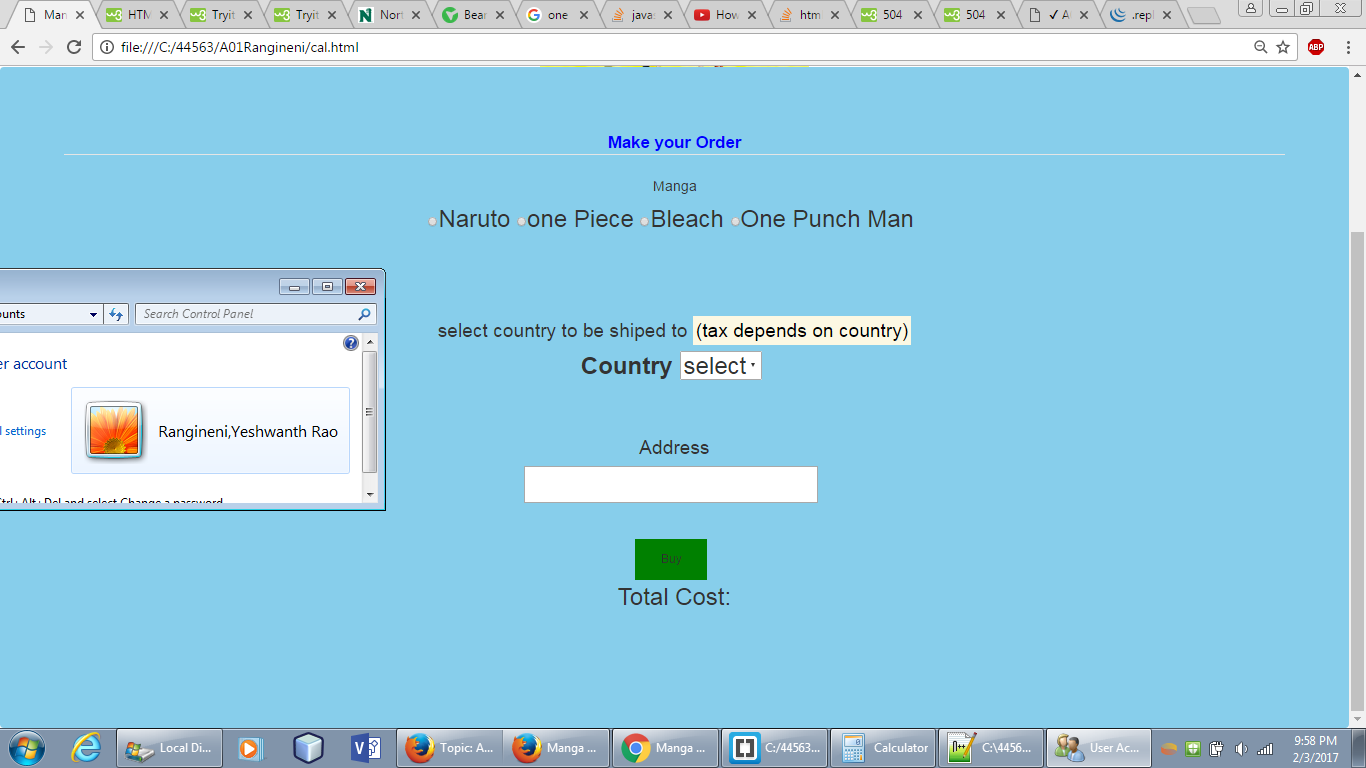 Man
HTM
Tryit
Tryit
Nort
Bear
one
java
How
htm
504
504
✓ A
.repl
file:///C:/44563/A01Rangineni/cal.html
ABP
Make your Order
Manga
Naruto one Piece Bleach One Punch Man
unts
Search Control Panel
er account
settings
Rangineni,Yeshwanth Rao
Ctrl+Alt+Del and select Change a password
select country to be shiped to (tax depends on country)
Country select
Address
Buy
Total Cost:
Local Di...
Topic: A...
Manga ...
Manga ...
C:/44563...
Calculator
C:\4456...
User Ac...
9:58 PM
2/3/2017